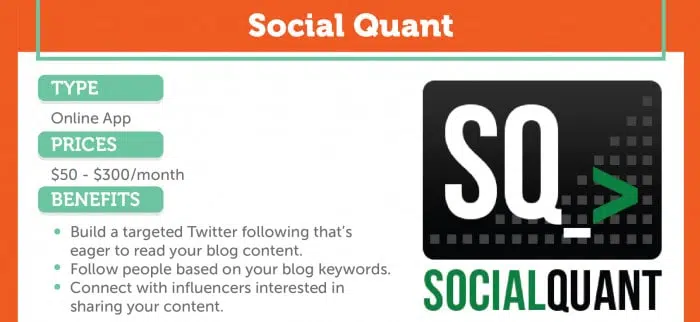 Social Quant
TYPE
Online App
PRICES
$50 - $300/month
BENEFITS
• Build a targeted Twitter following that's
eager to read your blog content.
• Follow people based on your blog keywords.
• Connect with influencers interested in
sharing your content.
SQ_>
SOCIALQUANT